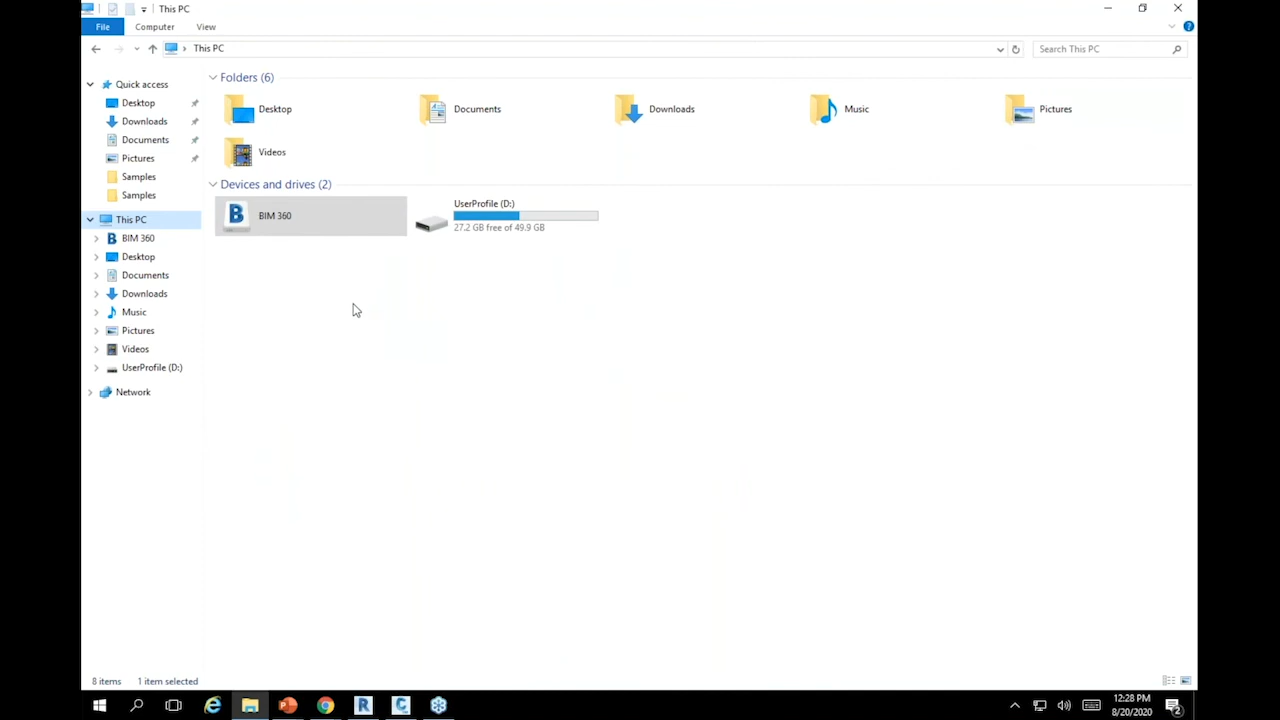 This PC
File Computer View
This PC
Search This PC
Quick access
Desktop
Downloads
Documents
Pictures
Samples
Samples
This PC
BIM 360
Desktop
Documents
Downloads
Music
Pictures
Videos
UserProfile (D:)
Network
Folders (6)
Desktop
Documents
Downloads
Music
Pictures
Videos
Devices and drives (2)
B
BIM 360
UserProfile (D:)
27.2 GB free of 49.9 GB
8 items 1 item selected
R
C
12:28 PM
8/20/2020
2